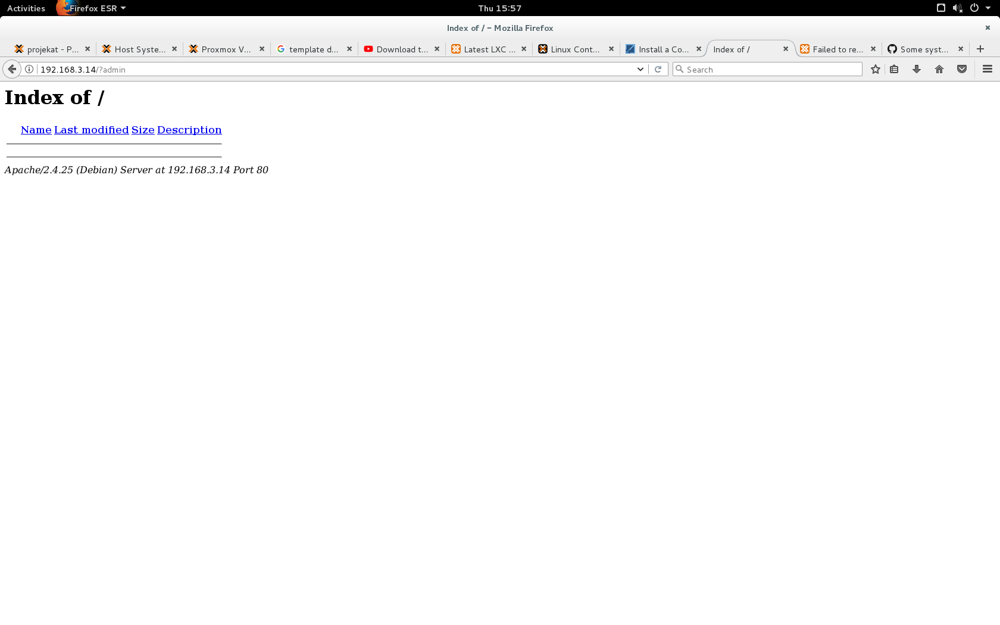 Activities Firefox ESR Thu 15:57
Index of / – Mozilla Firefox
projekat - P... Host Syste... Proxmox V... template d... Download t... Latest LXC ... Linux Cont... Install a Co... Index of / Failed to re... Some syst...
192.168.3.14/?admin Search
Index of /
Name Last modified Size Description
Apache/2.4.25 (Debian) Server at 192.168.3.14 Port 80